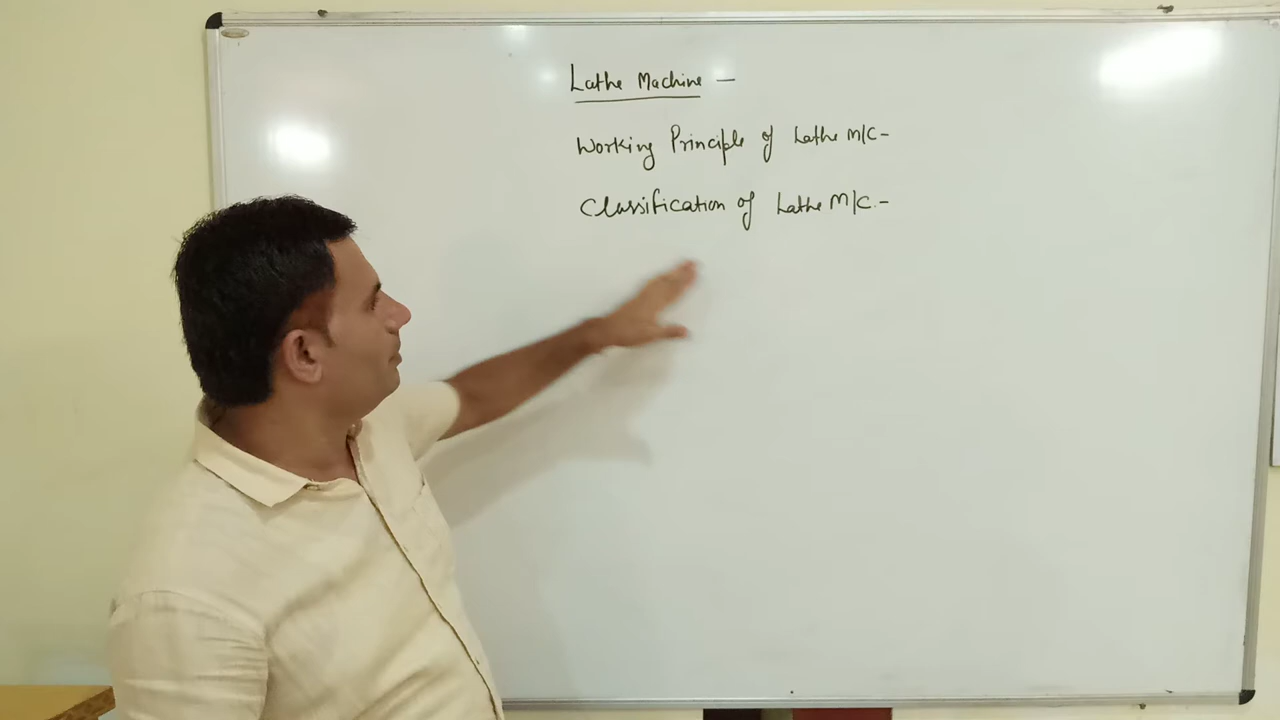 Lathe Machine -
Working Principle of Lathe M/C-
Classification of Lathe M/C.-